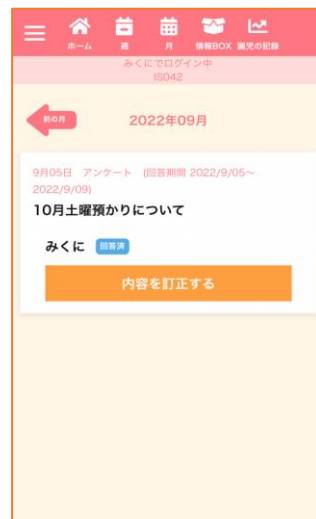 ホーム 週 月 情報BOX 園児の記録
みくにでログイン中
IS042
前の月 2022年09月
9月05日 アンケート (回答期間 2022/9/05～
2022/9/09)
10月土曜預かりについて
みくに 回答済
内容を訂正する